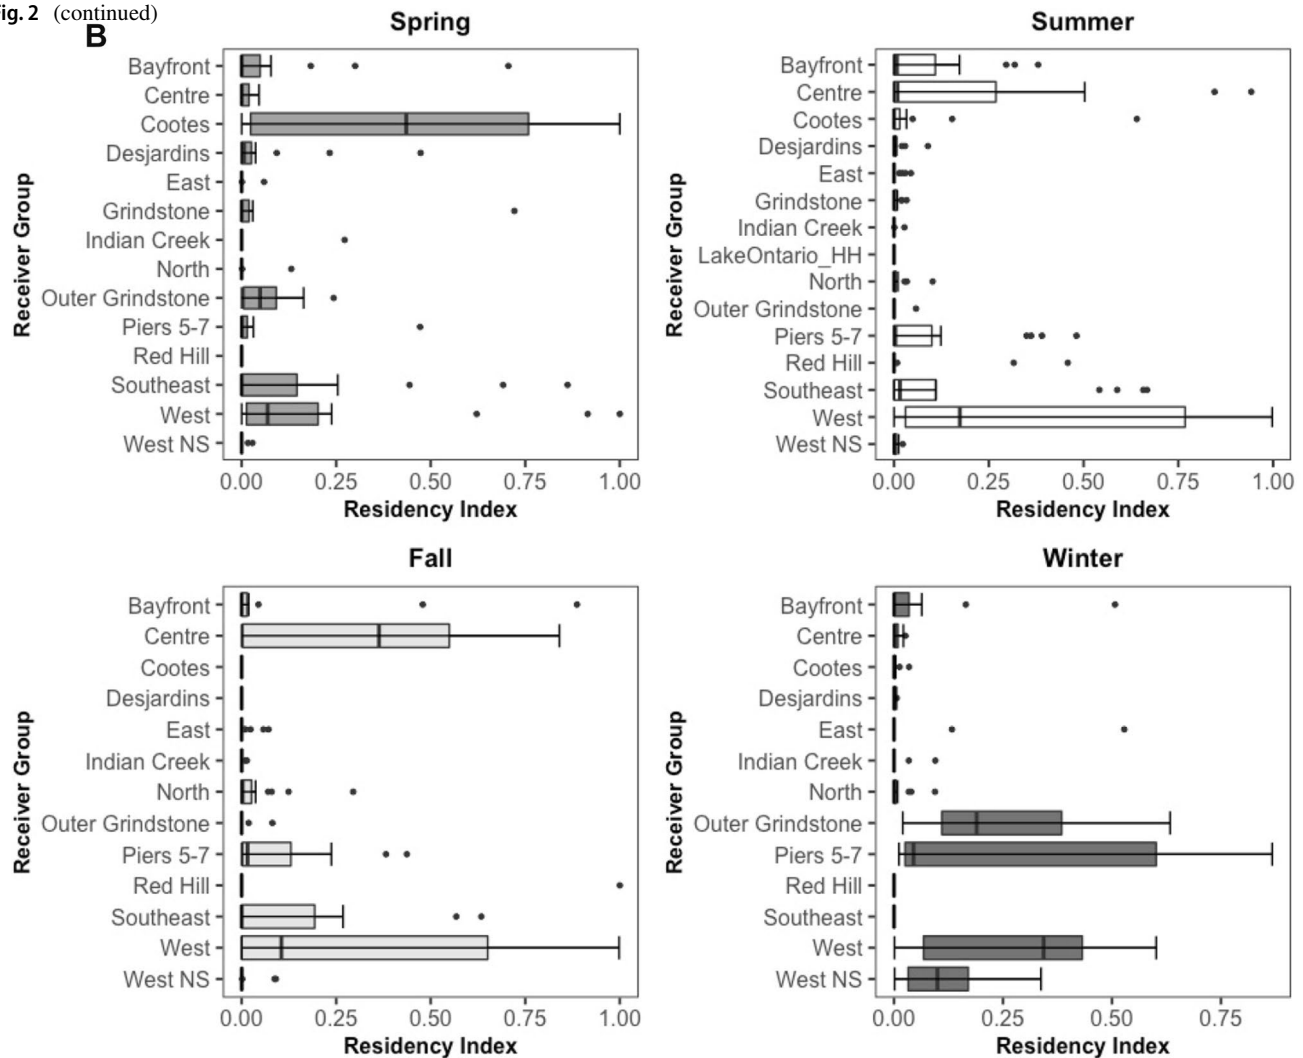 ig. 2 (continued)
B
Spring
Receiver Group
Bayfront
Centre
Cootes
Desjardins
East
Grindstone
Indian Creek
North
Outer Grindstone
Piers 5-7
Red Hill
Southeast
West
West NS
0.00 0.25 0.50 0.75 1.00
Residency Index
Summer
Receiver Group
Bayfront
Centre
Cootes
Desjardins
East
Grindstone
Indian Creek
LakeOntario_HH
North
Outer Grindstone
Piers 5-7
Red Hill
Southeast
West
West NS
0.00 0.25 0.50 0.75 1.00
Residency Index
Fall
Receiver Group
Bayfront
Centre
Cootes
Desjardins
East
Indian Creek
North
Outer Grindstone
Piers 5-7
Red Hill
Southeast
West
West NS
0.00 0.25 0.50 0.75 1.00
Residency Index
Winter
Receiver Group
Bayfront
Centre
Cootes
Desjardins
East
Indian Creek
North
Outer Grindstone
Piers 5-7
Red Hill
Southeast
West
West NS
0.00 0.25 0.50 0.75
Residency Index